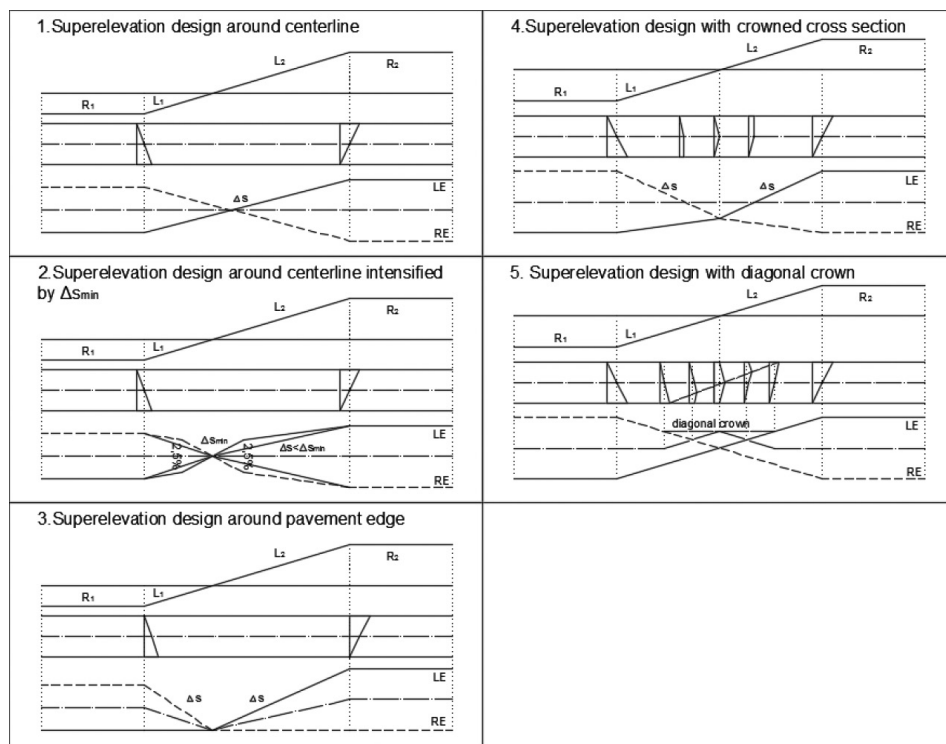 1.Superelevation design around centerline
L₂
R₂
R₁
L₁
ΔS
LE
RE
2.Superelevation design around centerline intensified
by ΔSmin
L₂
R₂
R₁
L₁
ΔSmin
2,5%
2,5%
ΔS<ΔSmin
LE
RE
3.Superelevation design around pavement edge
L₂
R₂
R₁
L₁
ΔS
ΔS
LE
RE
4.Superelevation design with crowned cross section
L₂
R₂
R₁
L₁
ΔS
ΔS
LE
RE
5. Superelevation design with diagonal crown
L₂
R₂
R₁
L₁
diagonal crown
LE
RE